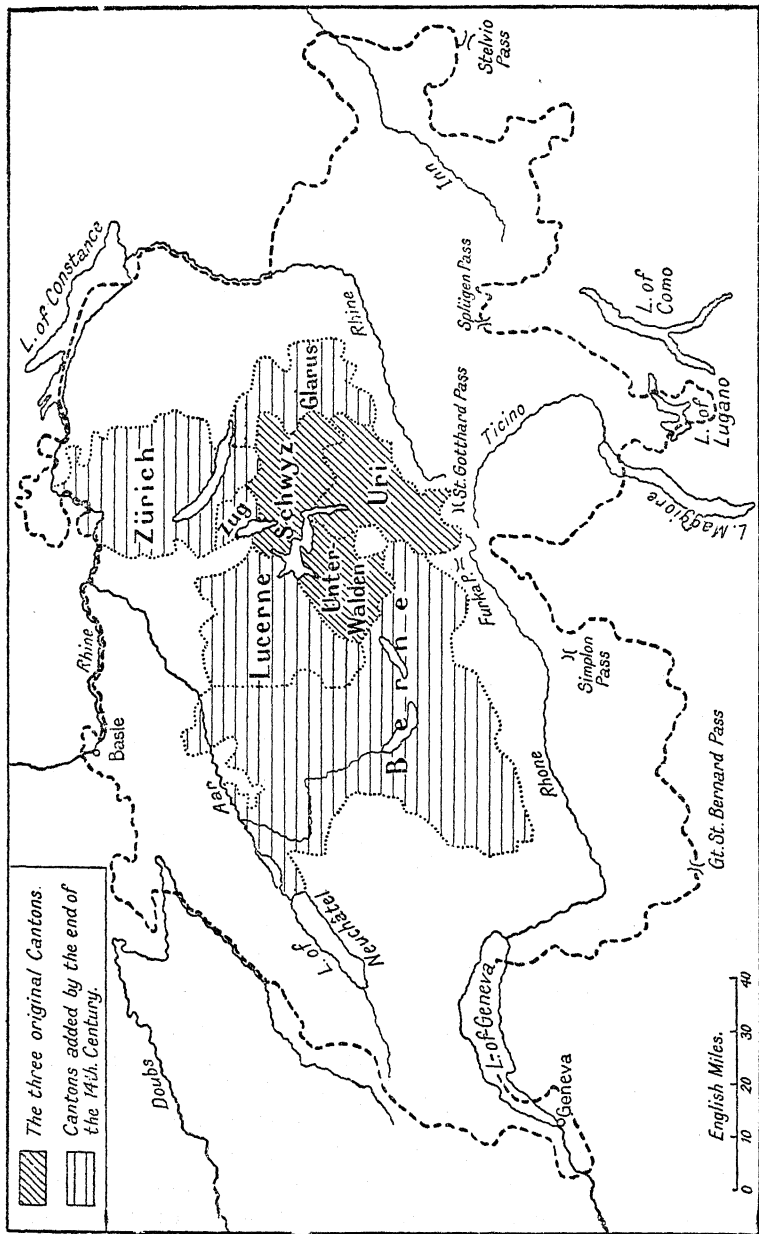 The three original Cantons.
Cantons added by the end of
the 14th. Century.
Doubs
Basle
Rhine
Rhine
Aar
L. of Constance
Zürich
Lucerne
Zug
Schwyz
Glarus
Unter
Walden
Uri
Berne
L. of
Neuchâtel
Rhine
Inn
Stelvio
Pass
Splügen Pass
St. Gotthard Pass
Furka P.
Ticino
L. of
Como
L. of
Lugano
L. Maggiore
Simplon
Pass
Rhone
Gt. St. Bernard Pass
L. of Geneva
Geneva
English Miles.
0 10 20 30 40